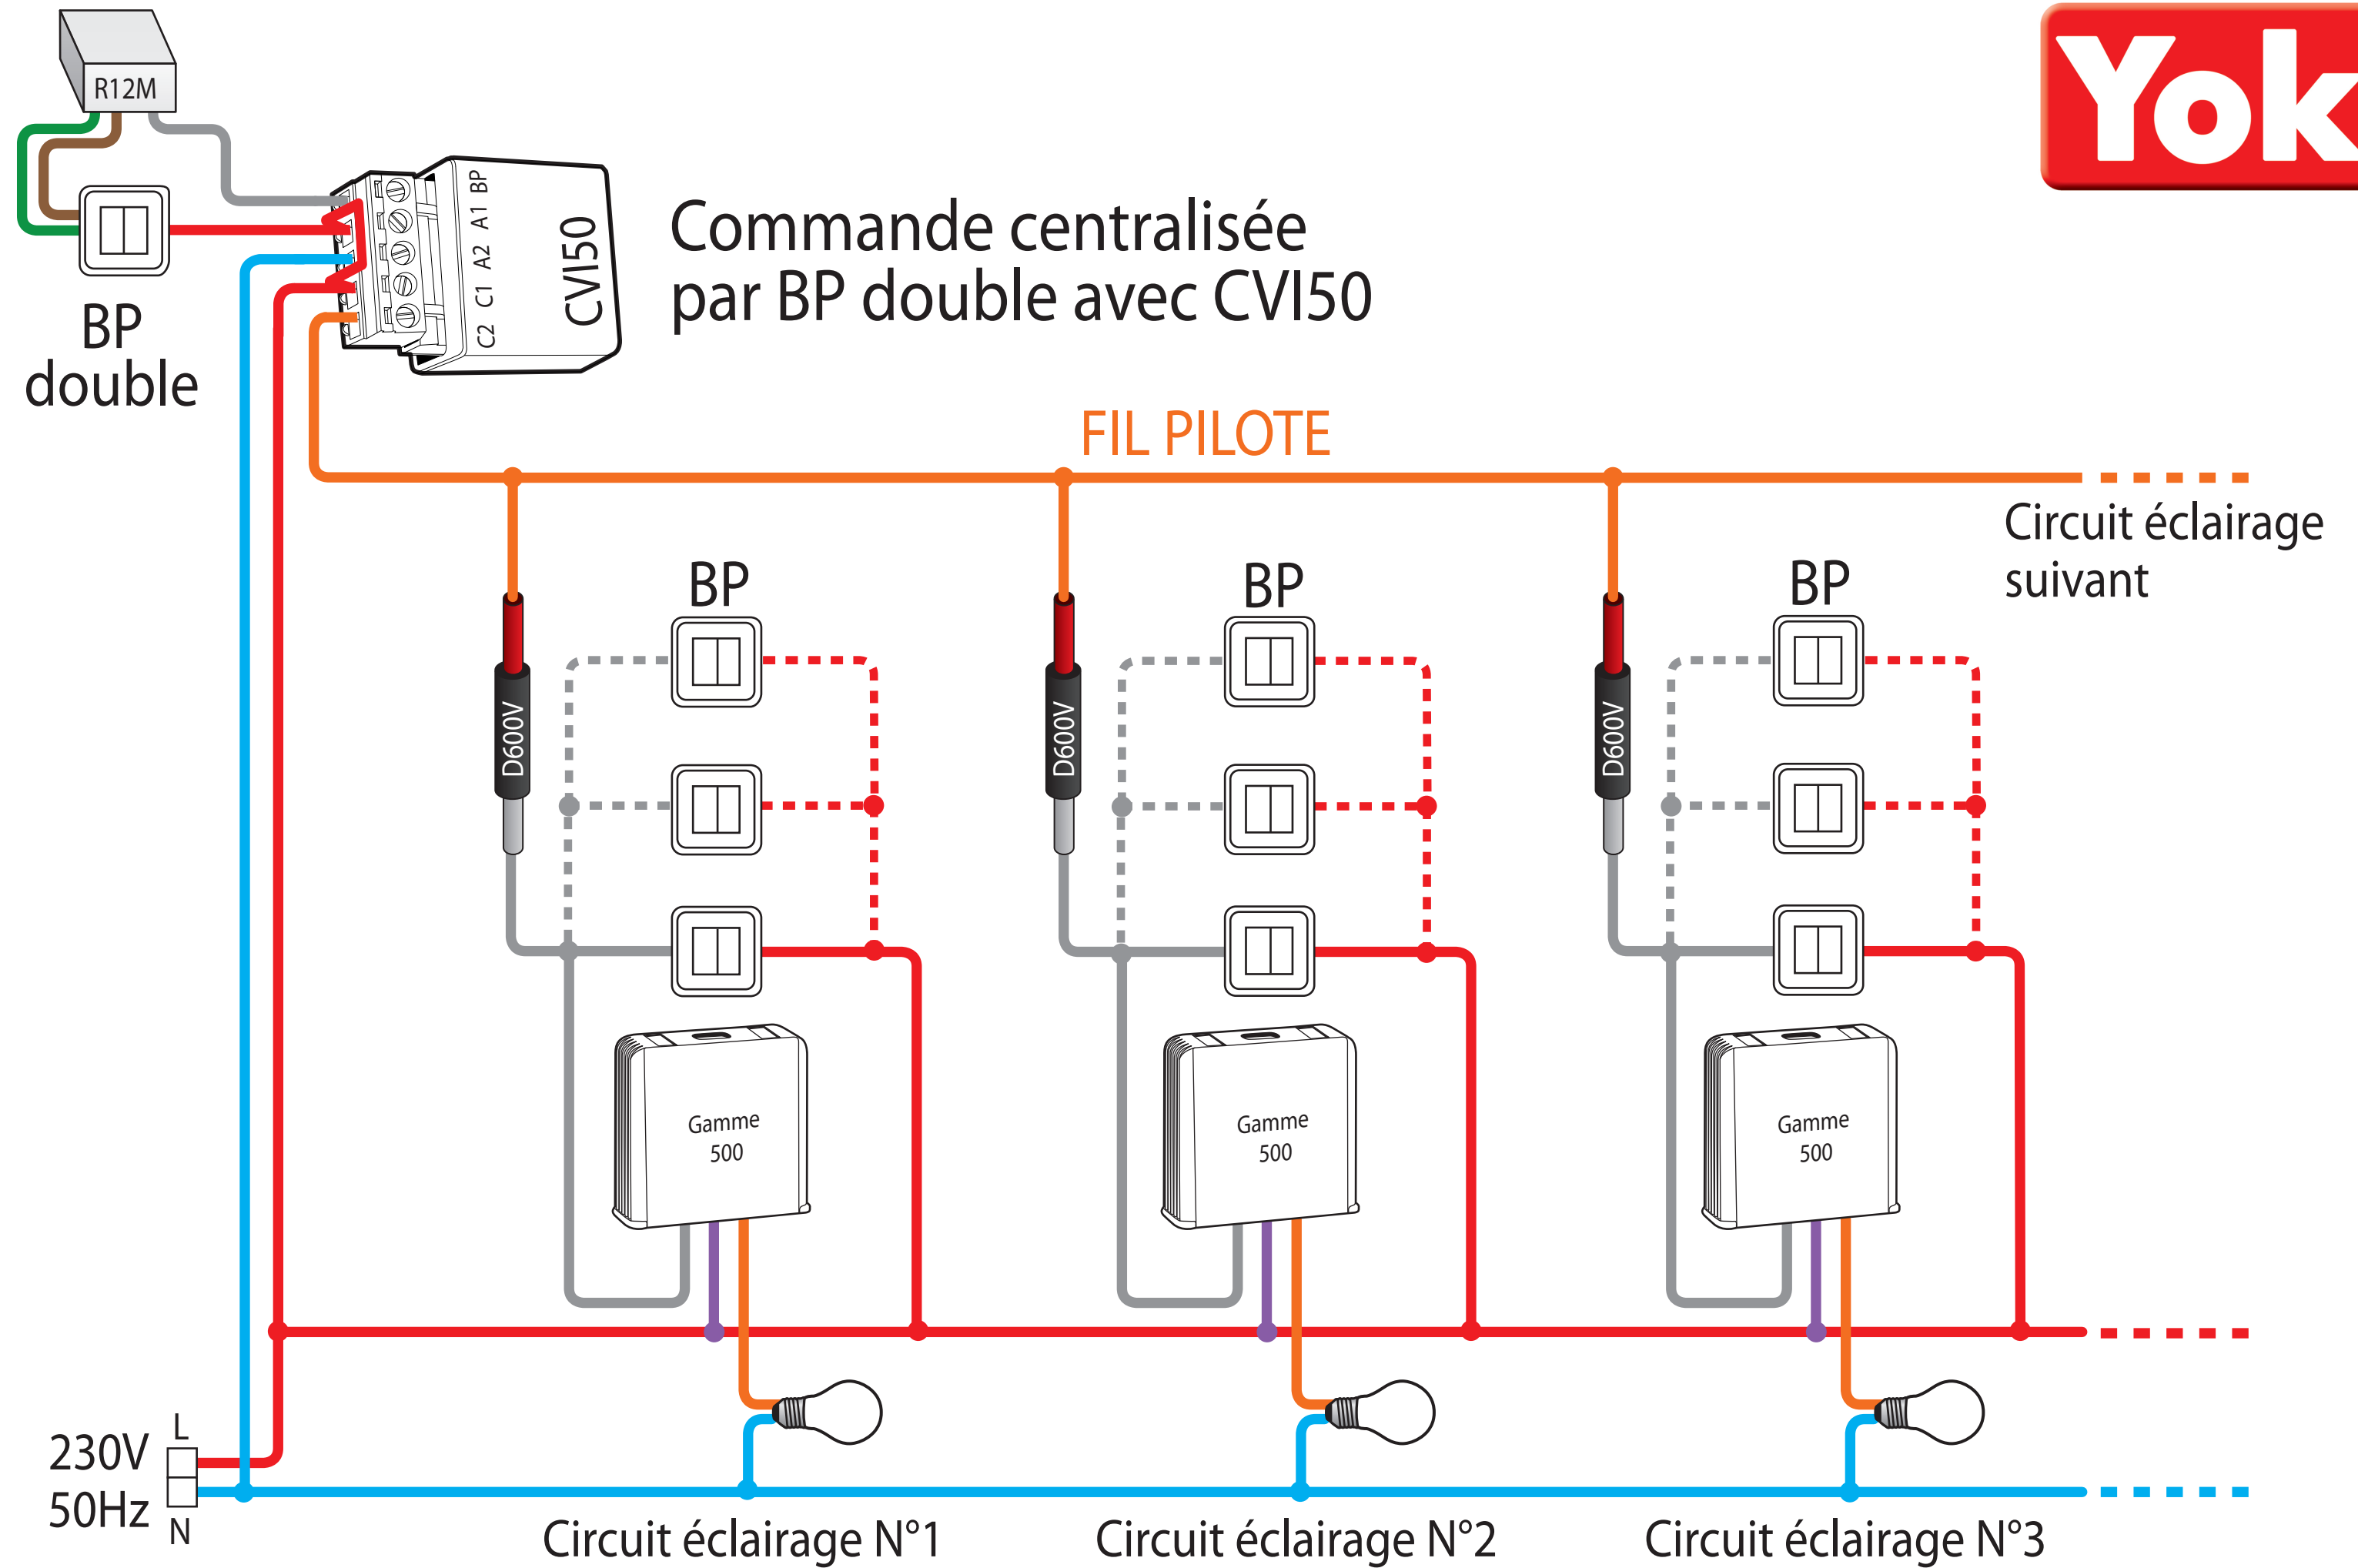 R12M
Yok
BP
A1
A2
C1
C2
CVI50
Commande centralisée
par BP double avec CVI50
BP
double
FIL PILOTE
Circuit éclairage
suivant
BP
BP
BP
D600V
D600V
D600V
Gamme
500
Gamme
500
Gamme
500
230V
50Hz
L
N
Circuit éclairage N°1
Circuit éclairage N°2
Circuit éclairage N°3